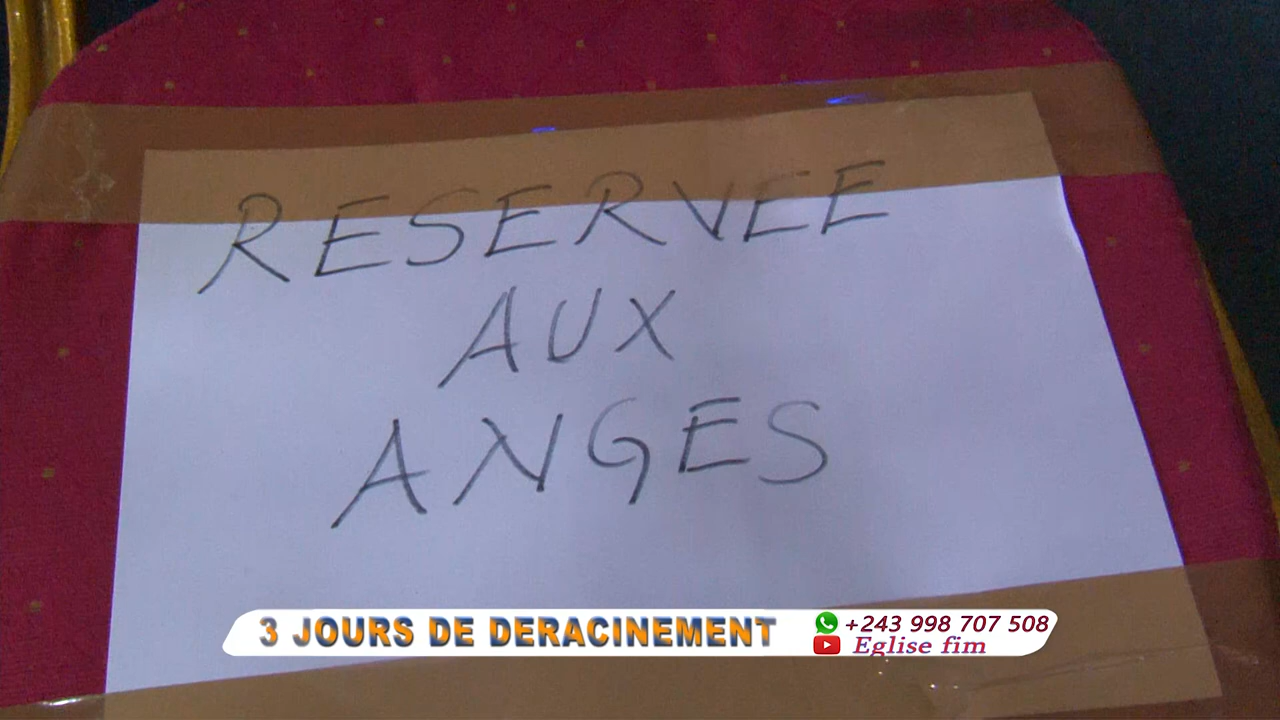 RESERVEE
AUX
ANGES
3 JOURS DE DERACINEMENT
+243 998 707 508
Eglise fim